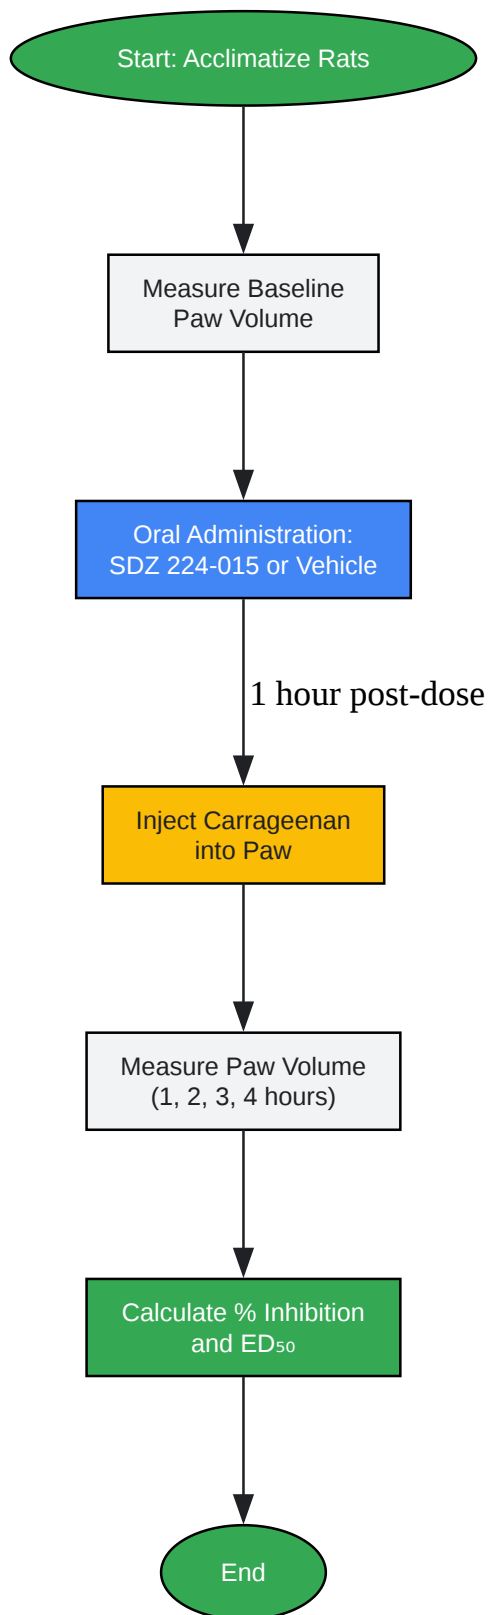 Start: Acclimatize Rats
Measure Baseline
Paw Volume
Oral Administration:
SDZ 224-015 or Vehicle
1 hour post-dose
Inject Carrageenan
into Paw
Measure Paw Volume
(1, 2, 3, 4 hours)
Calculate % Inhibition
and ED₅₀
End